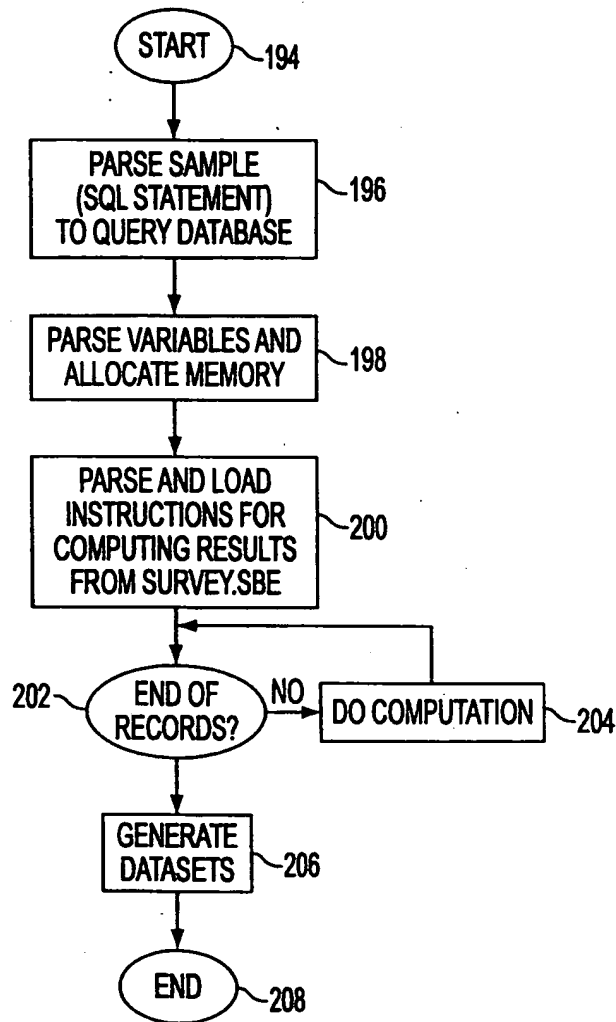 START
194
PARSE SAMPLE
(SQL STATEMENT)
TO QUERY DATABASE
196
PARSE VARIABLES AND
ALLOCATE MEMORY
198
PARSE AND LOAD
INSTRUCTIONS FOR
COMPUTING RESULTS
FROM SURVEY.SBE
200
202
END OF
RECORDS?
NO
DO COMPUTATION
204
GENERATE
DATASETS
206
END
208